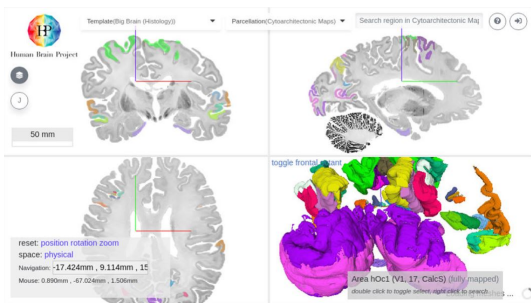 Template(Big Brain (Histology))
Parcellation(Cytoarchitectonic Maps)
Search region in Cytoarchitectonic Map
HP
Human Brain Project
J
50 mm
toggle frontal octant
reset: position rotation zoom
space: physical
Navigation: -17.424mm , 9.114mm , 15
Mouse: 0.890mm , -67.024mm , 1.506mm
Area hOc1 (V1, 17, CalcS) (fully mapped)
double click to toggle select, right click to search